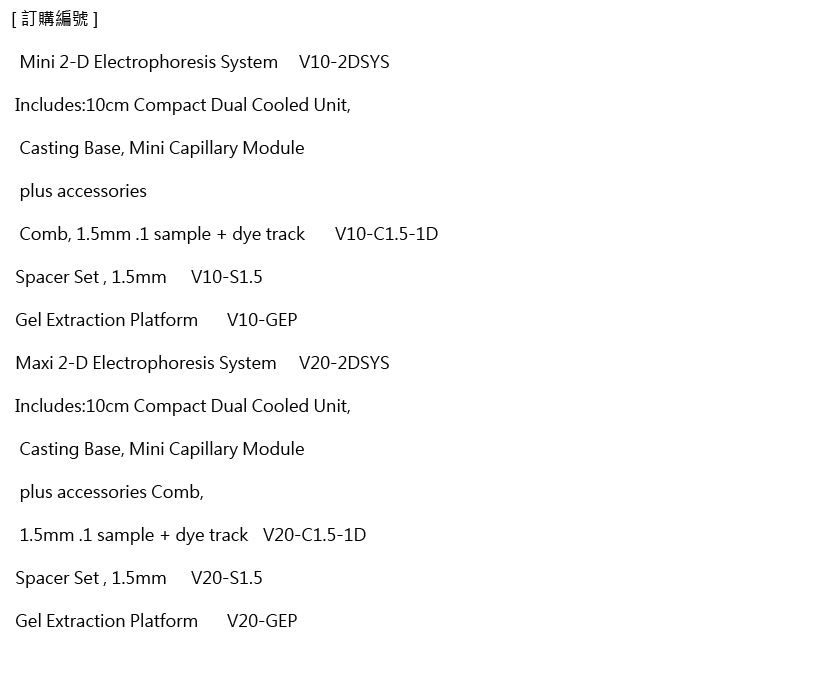 [ 訂購編號 ]
Mini 2-D Electrophoresis System V10-2DSYS
Includes:10cm Compact Dual Cooled Unit,
Casting Base, Mini Capillary Module
plus accessories
Comb, 1.5mm .1 sample + dye track V10-C1.5-1D
Spacer Set , 1.5mm V10-S1.5
Gel Extraction Platform V10-GEP
Maxi 2-D Electrophoresis System V20-2DSYS
Includes:10cm Compact Dual Cooled Unit,
Casting Base, Mini Capillary Module
plus accessories Comb,
1.5mm .1 sample + dye track V20-C1.5-1D
Spacer Set , 1.5mm V20-S1.5
Gel Extraction Platform V20-GEP